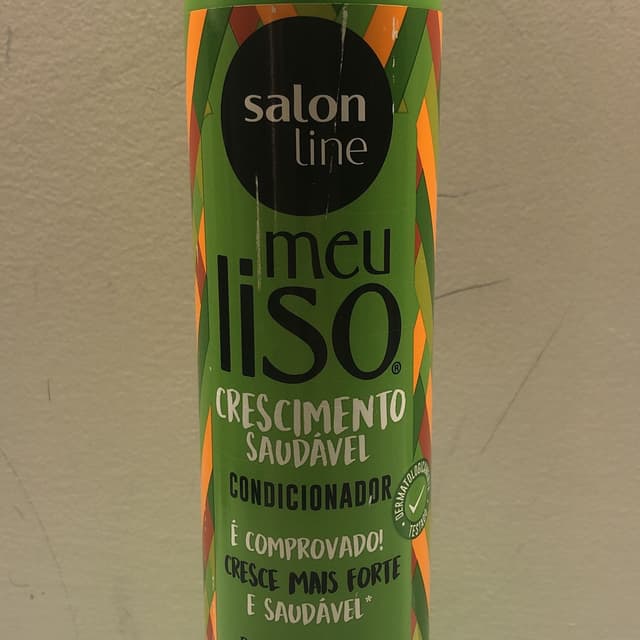 salon
line
meu
liso®
CRESCIMENTO
SAUDÁVEL
CONDICIONADOR
É COMPROVADO!
CRESCE MAIS FORTE
E SAUDÁVEL*